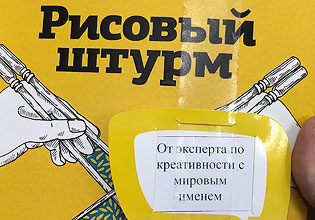 Рисовый
штурм
От эксперта по
креативности с
мировым
именем